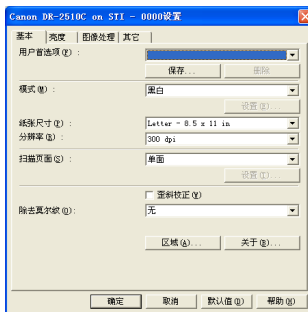 Canon DR-2510C on STI - 0000设置
基本 亮度 图像处理 其它
用户首选项(P) :
保存... 删除
模式(M) : 黑白
设置(E)...
纸张尺寸(P) : Letter - 8.5 x 11 in
分辨率(R) : 300 dpi
扫描页面(S) : 单面
设置(T)...
歪斜校正(Y)
除去莫尔纹(O): 无
区域(A)... 关于(B)...
确定 取消 默认值(D) 帮助(H)